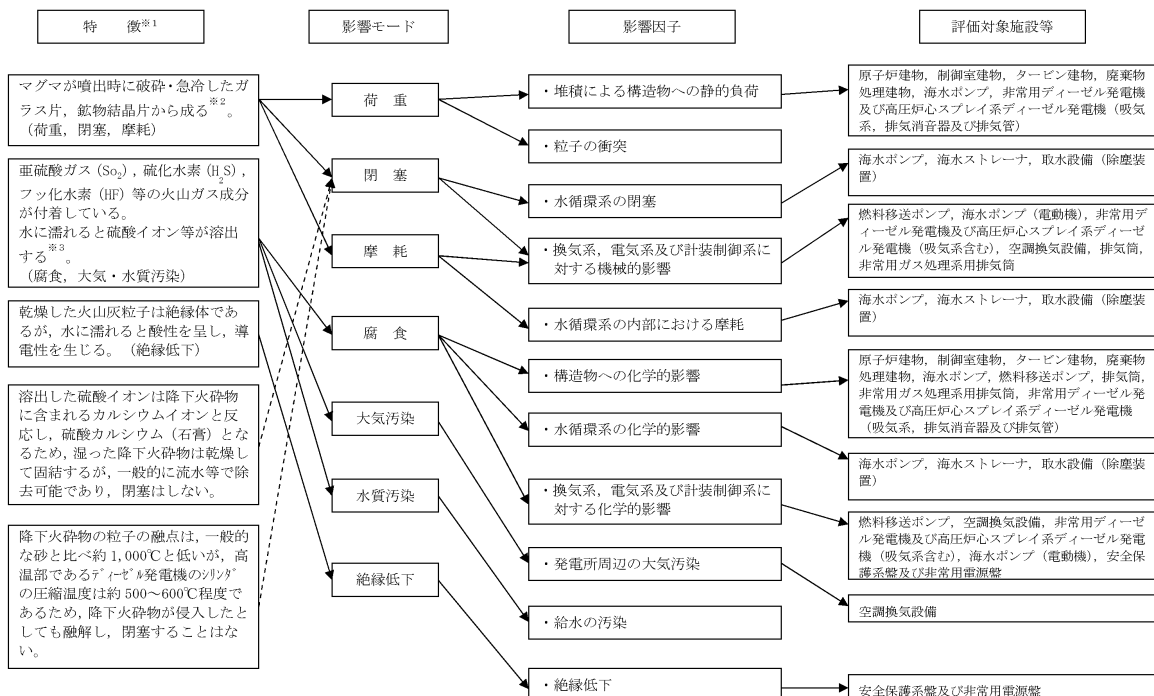 特　徴※1
影響モード
影響因子
評価対象施設等
マグマが噴出時に破砕・急冷したガ
ラス片，鉱物結晶片から成る※2。
（荷重，閉塞，摩耗）
亜硫酸ガス（So2），硫化水素（H2S），
フッ化水素（HF）等の火山ガス成分
が付着している。
水に濡れると硫酸イオン等が溶出
する※3。
（腐食，大気・水質汚染）
乾燥した火山灰粒子は絶縁体であ
るが，水に濡れると酸性を呈し，導
電性を生じる。（絶縁低下）
溶出した硫酸イオンは降下火砕物
に含まれるカルシウムイオンと反
応し，硫酸カルシウム（石膏）とな
るため，湿った降下火砕物は乾燥し
て固結するが，一般的に流水等で除
去可能であり，閉塞はしない。
降下火砕物の粒子の融点は，一般的
な砂と比べ約1,000℃と低いが，高
温部であるﾃﾞｨｰｾﾞﾙ発電機のｼﾘﾝﾀﾞ
の圧縮温度は約500～600℃程度で
あるため，降下火砕物が侵入したと
しても融解し，閉塞することはな
い。
荷　重
閉　塞
摩　耗
腐　食
大気汚染
水質汚染
絶縁低下
・堆積による構造物への静的負荷
・粒子の衝突
・水循環系の閉塞
・換気系，電気系及び計装制御系に
対する機械的影響
・水循環系の内部における摩耗
・構造物への化学的影響
・水循環系の化学的影響
・換気系，電気系及び計装制御系に
対する化学的影響
・発電所周辺の大気汚染
・給水の汚染
・絶縁低下
原子炉建物，制御室建物，タービン建物，廃棄物
処理建物，海水ポンプ，非常用ディーゼル発電機
及び高圧炉心スプレイ系ディーゼル発電機（吸気
系，排気消音器及び排気管）
海水ポンプ，海水ストレーナ，取水設備（除塵装
置）
燃料移送ポンプ，海水ポンプ（電動機），非常用デ
ィーゼル発電機及び高圧炉心スプレイ系ディーゼ
ル発電機（吸気系含む），空調換気設備，排気筒，
非常用ガス処理系用排気筒
海水ポンプ，海水ストレーナ，取水設備（除塵装
置）
原子炉建物，制御室建物，タービン建物，廃棄物
処理建物，海水ポンプ，燃料移送ポンプ，排気筒，
非常用ガス処理系用排気筒，非常用ディーゼル発
電機及び高圧炉心スプレイ系ディーゼル発電機
（吸気系，排気消音器及び排気管）
海水ポンプ，海水ストレーナ，取水設備（除塵装
置）
燃料移送ポンプ，空調換気設備，非常用ディーゼ
ル発電機及び高圧炉心スプレイ系ディーゼル発電
機（吸気系含む），海水ポンプ（電動機），安全保
護系盤及び非常用電源盤
空調換気設備
安全保護系盤及び非常用電源盤